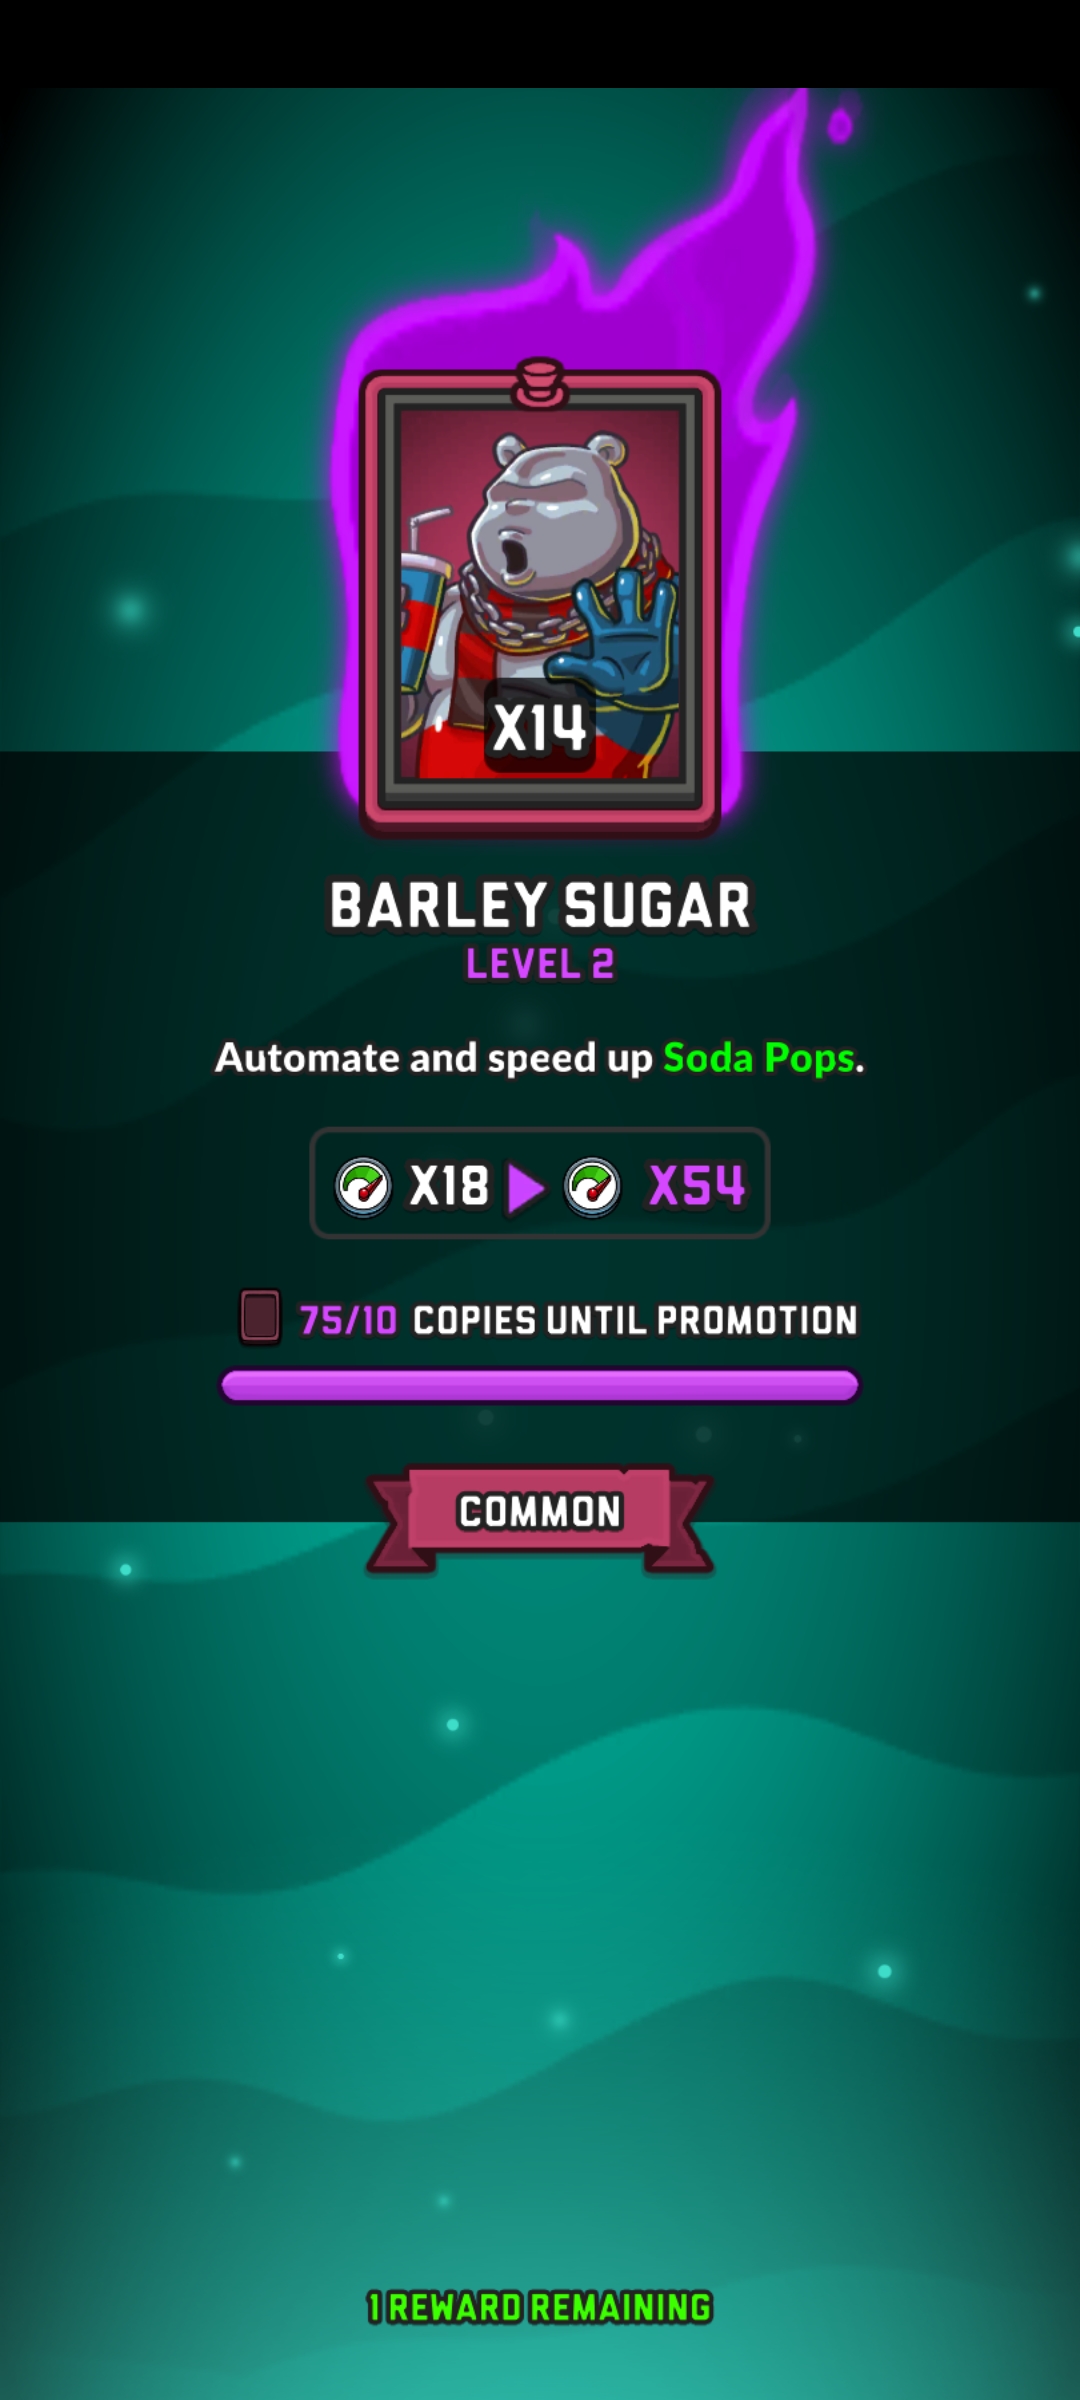 X14
BARLEY SUGAR
LEVEL 2
Automate and speed up Soda Pops.
X18 X54
75/10 COPIES UNTIL PROMOTION
COMMON
1 REWARD REMAINING